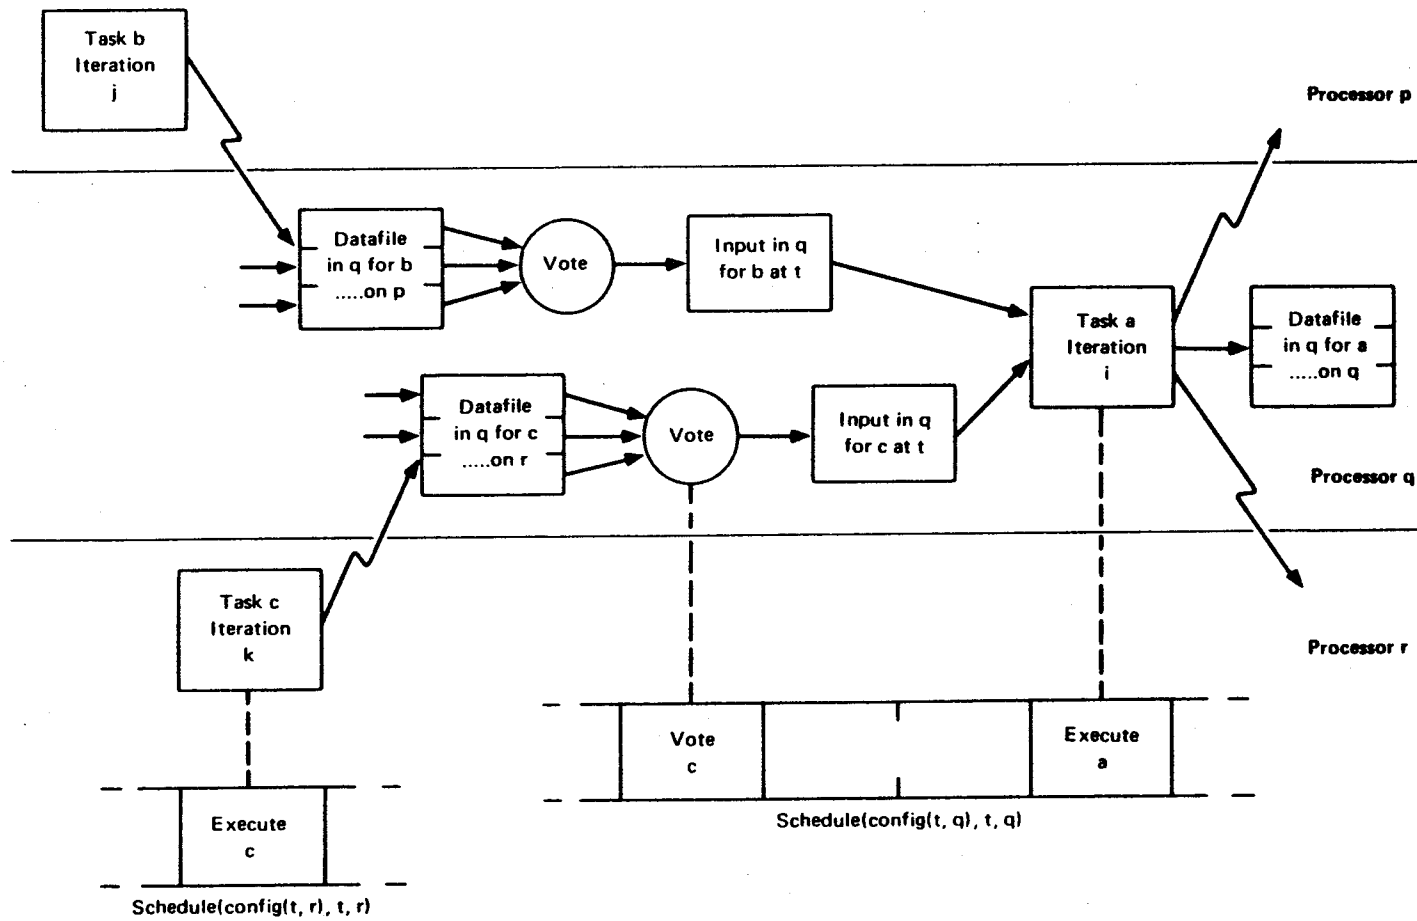 Task b
Iteration
j
Processor p
Datafile
in q for b
.....on p
Vote
Input in q
for b at t
Task a
Iteration
i
Datafile
in q for a
.....on q
Datafile
in q for c
.....on r
Vote
Input in q
for c at t
Processor q
Task c
Iteration
k
Processor r
Vote
c
Execute
a
Schedule(config(t, q), t, q)
Execute
c
Schedule(config(t, r), t, r)